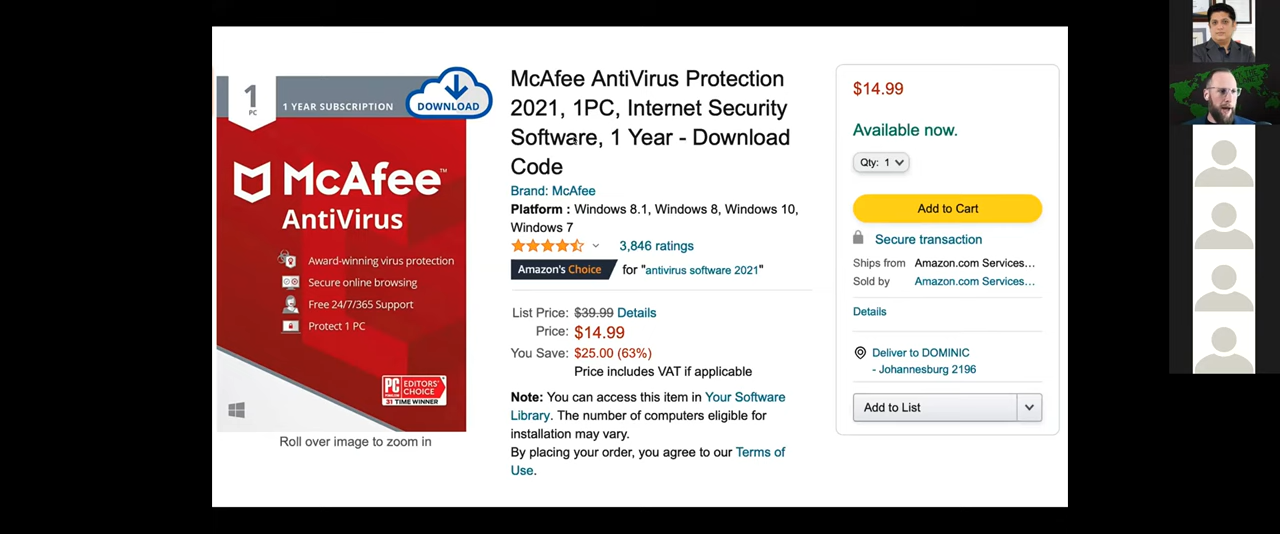 1
PC
1 YEAR SUBSCRIPTION
DOWNLOAD
McAfee™
AntiVirus
Award-winning virus protection
Secure online browsing
Free 24/7/365 Support
Protect 1 PC
PC
EDITORS'
CHOICE
31 TIME WINNER
Roll over image to zoom in
McAfee AntiVirus Protection
2021, 1PC, Internet Security
Software, 1 Year - Download
Code
Brand: McAfee
Platform : Windows 8.1, Windows 8, Windows 10,
Windows 7
3,846 ratings
Amazon's Choice for "antivirus software 2021"
List Price: $39.99 Details
Price: $14.99
You Save: $25.00 (63%)
Price includes VAT if applicable
Note: You can access this item in Your Software
Library. The number of computers eligible for
installation may vary.
By placing your order, you agree to our Terms of
Use.
$14.99
Available now.
Qty: 1
Add to Cart
Secure transaction
Ships from Amazon.com Services...
Sold by Amazon.com Services...
Details
Deliver to DOMINIC
- Johannesburg 2196
Add to List